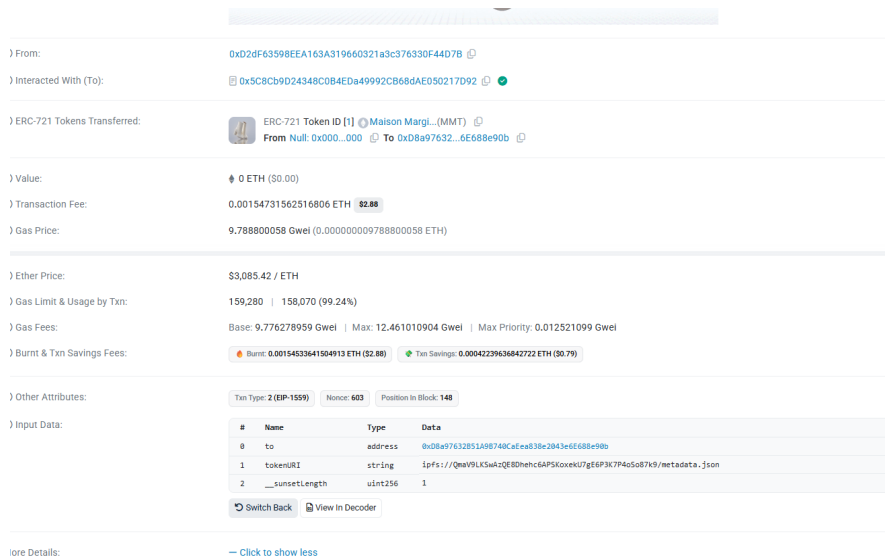 From: 0xD2dF63598EEA163A319660321a3c376330F44D7B
Interacted With (To): 0x5C8Cb9D24348C0B4EDa49992CB68dAE050217D92
ERC-721 Tokens Transferred: ERC-721 Token ID [1] Maison Margi...(MMT)
From Null: 0x000...000 To 0xD8a97632...6E688e90b
Value: 0 ETH ($0.00)
Transaction Fee: 0.00154731562516806 ETH $2.88
Gas Price: 9.788800058 Gwei (0.000000009788800058 ETH)
Ether Price: $3,085.42 / ETH
Gas Limit & Usage by Txn: 159,280 | 158,070 (99.24%)
Gas Fees: Base: 9.776278959 Gwei | Max: 12.461010904 Gwei | Max Priority: 0.012521099 Gwei
Burnt & Txn Savings Fees: Burnt: 0.00154533641504913 ETH ($2.88) Txn Savings: 0.00042239636842722 ETH ($0.79)
Other Attributes: Txn Type: 2 (EIP-1559) Nonce: 603 Position In Block: 148
Input Data: # Name Type Data
0 to address 0xD8a97632B51A9B740CaEea838e2043e6E688e90b
1 tokenURI string ipfs://QmaV9LKSwAzQE8Dhehc6AP5KoxekU7gE6P3K7P4oSo87k9/metadata.json
2 __sunsetLength uint256 1
Switch Back View In Decoder
ore Details: — Click to show less